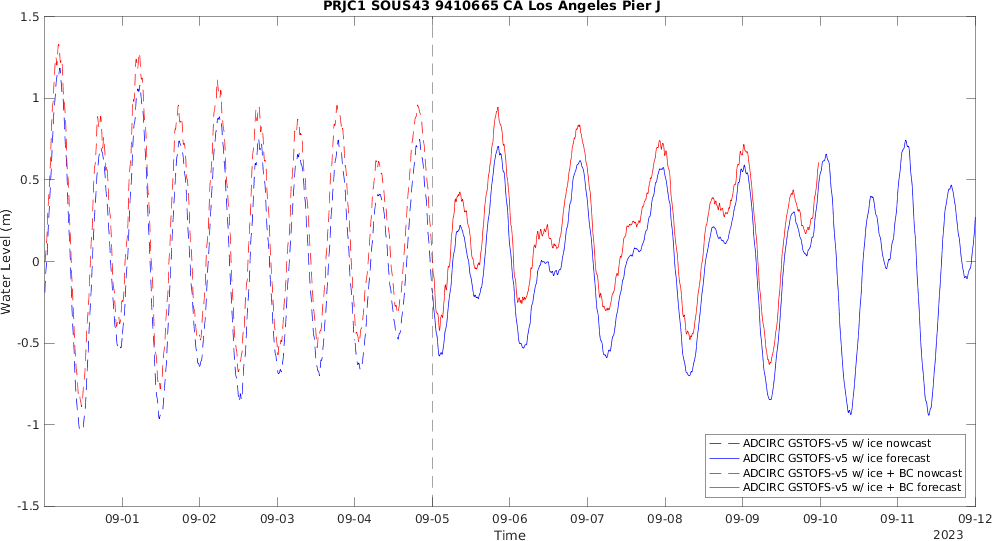 PRJC1 SOUS43 9410665 CA Los Angeles Pier J
1.5
1
0.5
0
-0.5
-1
-1.5
Water Level (m)
09-01 09-02 09-03 09-04 09-05 09-06 09-07 09-08 09-09 09-10 09-11 09-12
Time
2023
ADCIRC GSTOFS-v5 w/ ice nowcast
ADCIRC GSTOFS-v5 w/ ice forecast
ADCIRC GSTOFS-v5 w/ ice + BC nowcast
ADCIRC GSTOFS-v5 w/ ice + BC forecast